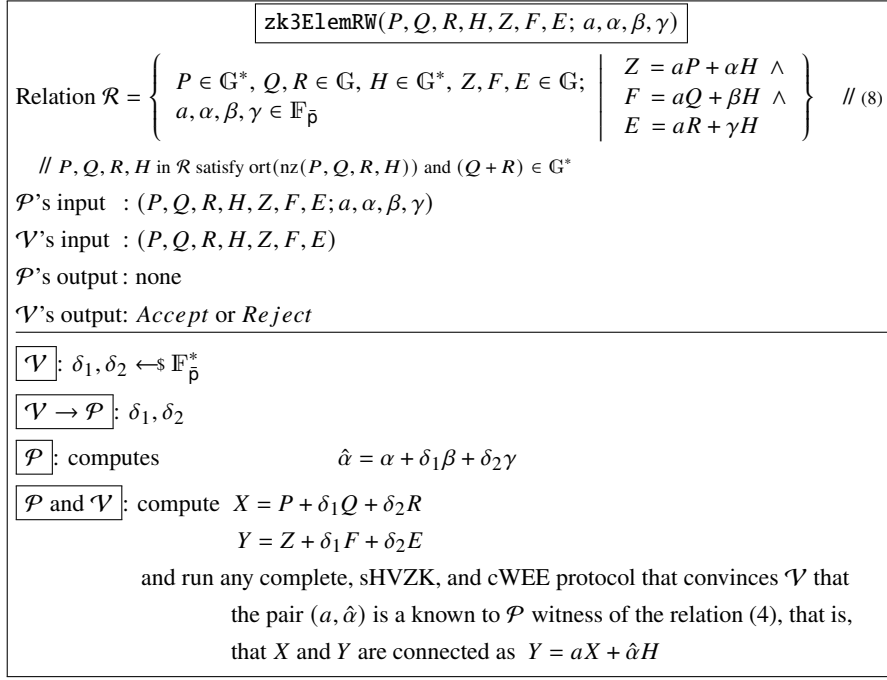 zk3ElemRW(P, Q, R, H, Z, F, E; a, α, β, γ)
Relation ℛ = { P ∈ 𝔾*, Q, R ∈ 𝔾, H ∈ 𝔾*, Z, F, E ∈ 𝔾; | Z = aP + αH ∧
a, α, β, γ ∈ 𝔽_p̄ | F = aQ + βH ∧ } // (8)
E = aR + γH
// P, Q, R, H in ℛ satisfy ort(nz(P, Q, R, H)) and (Q + R) ∈ 𝔾*
𝒫's input : (P, Q, R, H, Z, F, E; a, α, β, γ)
𝒱's input : (P, Q, R, H, Z, F, E)
𝒫's output : none
𝒱's output: Accept or Reject
𝒱 : δ₁, δ₂ ←$ 𝔽*_p̄
𝒱 → 𝒫 : δ₁, δ₂
𝒫 : computes α̂ = α + δ₁β + δ₂γ
𝒫 and 𝒱 : compute X = P + δ₁Q + δ₂R
Y = Z + δ₁F + δ₂E
and run any complete, sHVZK, and cWEE protocol that convinces 𝒱 that
the pair (a, α̂) is a known to 𝒫 witness of the relation (4), that is,
that X and Y are connected as Y = aX + α̂H